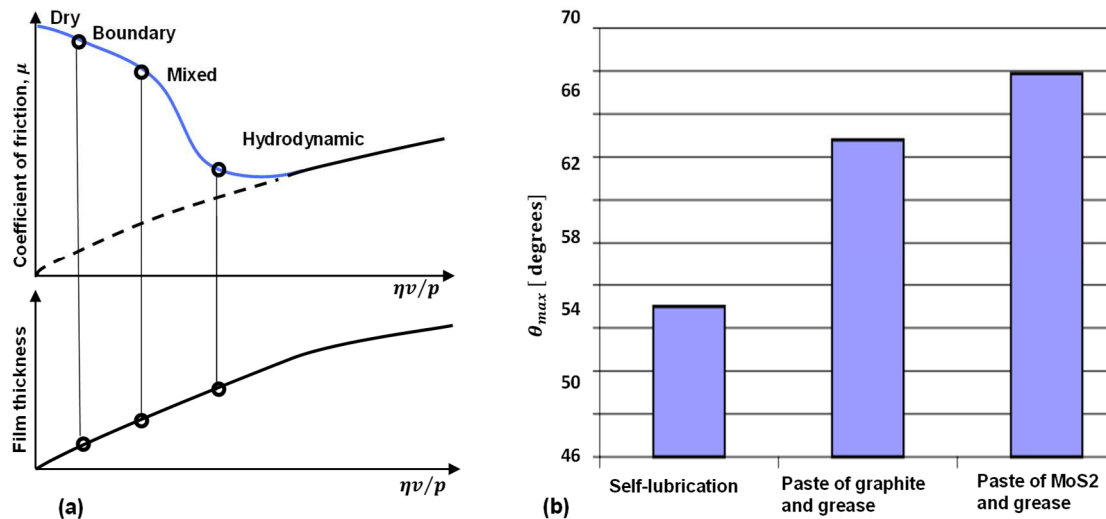 Dry
Boundary
Mixed
Hydrodynamic
Coefficient of friction, μ
ηv/p
Film thickness
ηv/p
(a)
70
66
62
58
54
50
46
θmax [ degrees]
Self-lubrication
Paste of graphite
and grease
Paste of MoS2
and grease
(b)